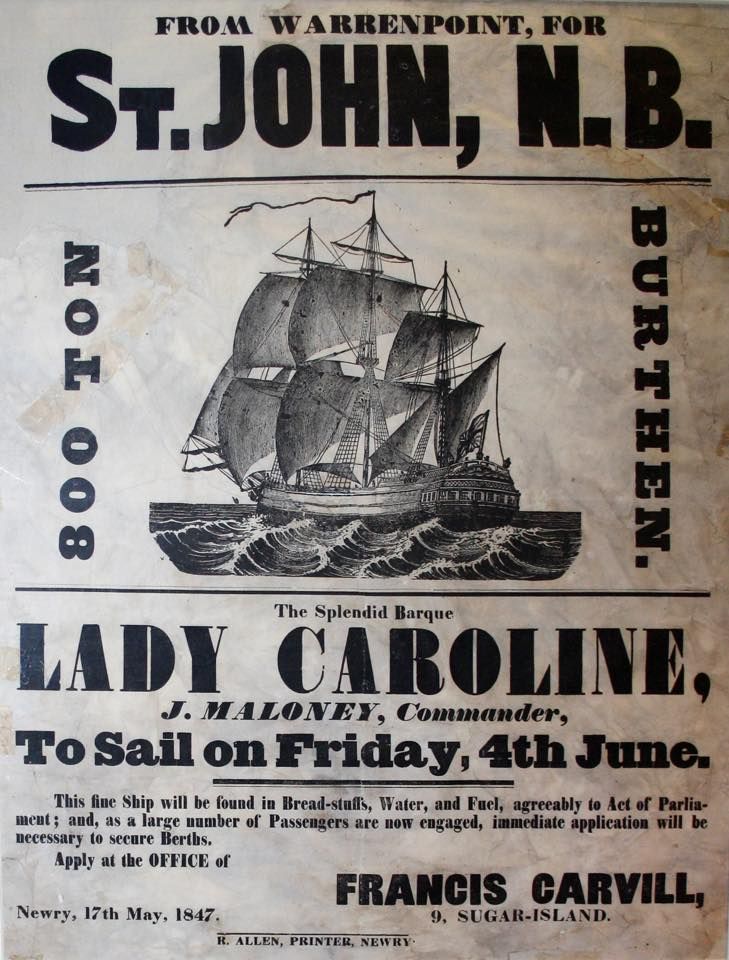 FROM WARRENPOINT, FOR
ST. JOHN, N.B.
800 TON
BURTHEN.
The Splendid Barque
LADY CAROLINE,
J. MALONEY, Commander,
To Sail on Friday, 4th June.
This fine Ship will be found in Bread-stuffs, Water, and Fuel, agreeably to Act of Parlia-
ment; and, as a large number of Passengers are now engaged, immediate application will be
necessary to secure Berths.
Apply at the OFFICE of
FRANCIS CARVILL,
Newry, 17th May, 1847.
9, SUGAR-ISLAND.
R. ALLEN, PRINTER, NEWRY.